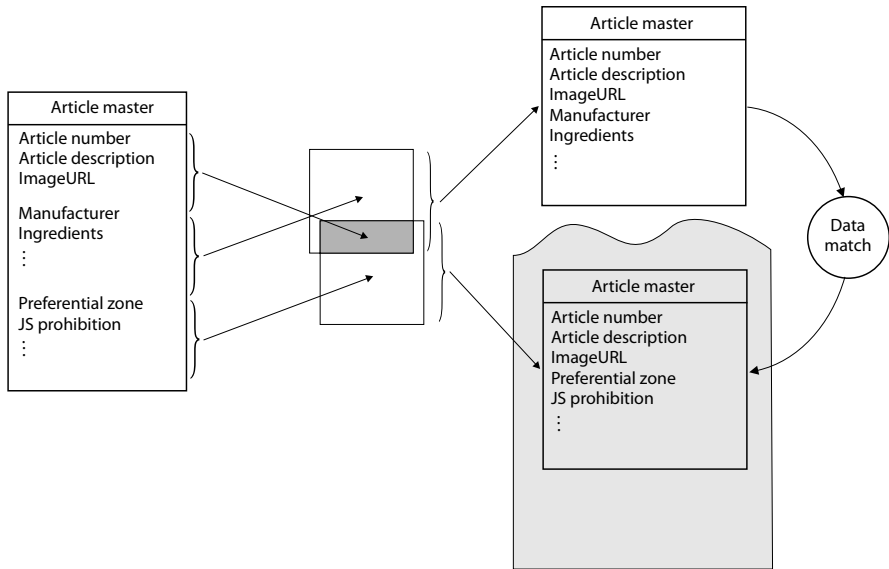 Article master
Article number
Article description
ImageURL
Manufacturer
Ingredients
⋮
Preferential zone
JS prohibition
⋮
Article master
Article number
Article description
ImageURL
Manufacturer
Ingredients
⋮
Data
match
Article master
Article number
Article description
ImageURL
Preferential zone
JS prohibition
⋮